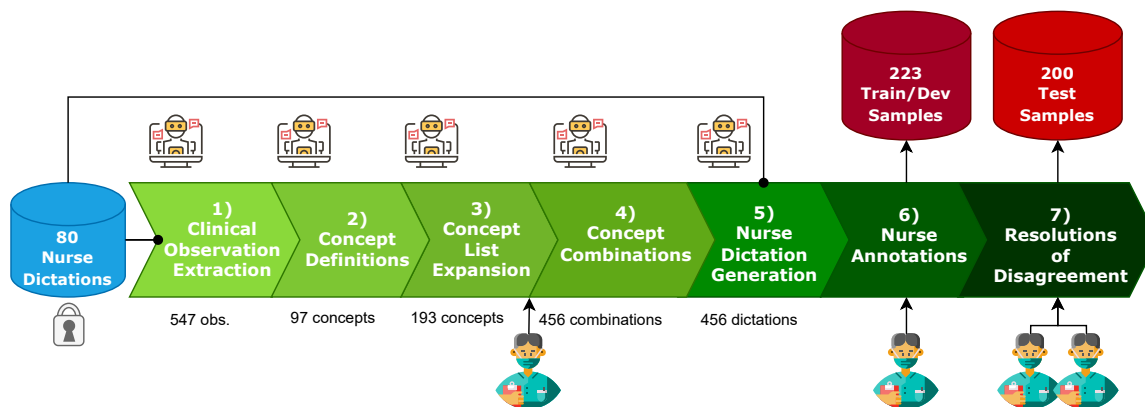 223
Train/Dev
Samples
200
Test
Samples
80
Nurse
Dictations
1)
Clinical
Observation
Extraction
2)
Concept
Definitions
3)
Concept
List
Expansion
4)
Concept
Combinations
5)
Nurse
Dictation
Generation
6)
Nurse
Annotations
7)
Resolutions
of
Disagreement
547 obs.
97 concepts
193 concepts
456 combinations
456 dictations